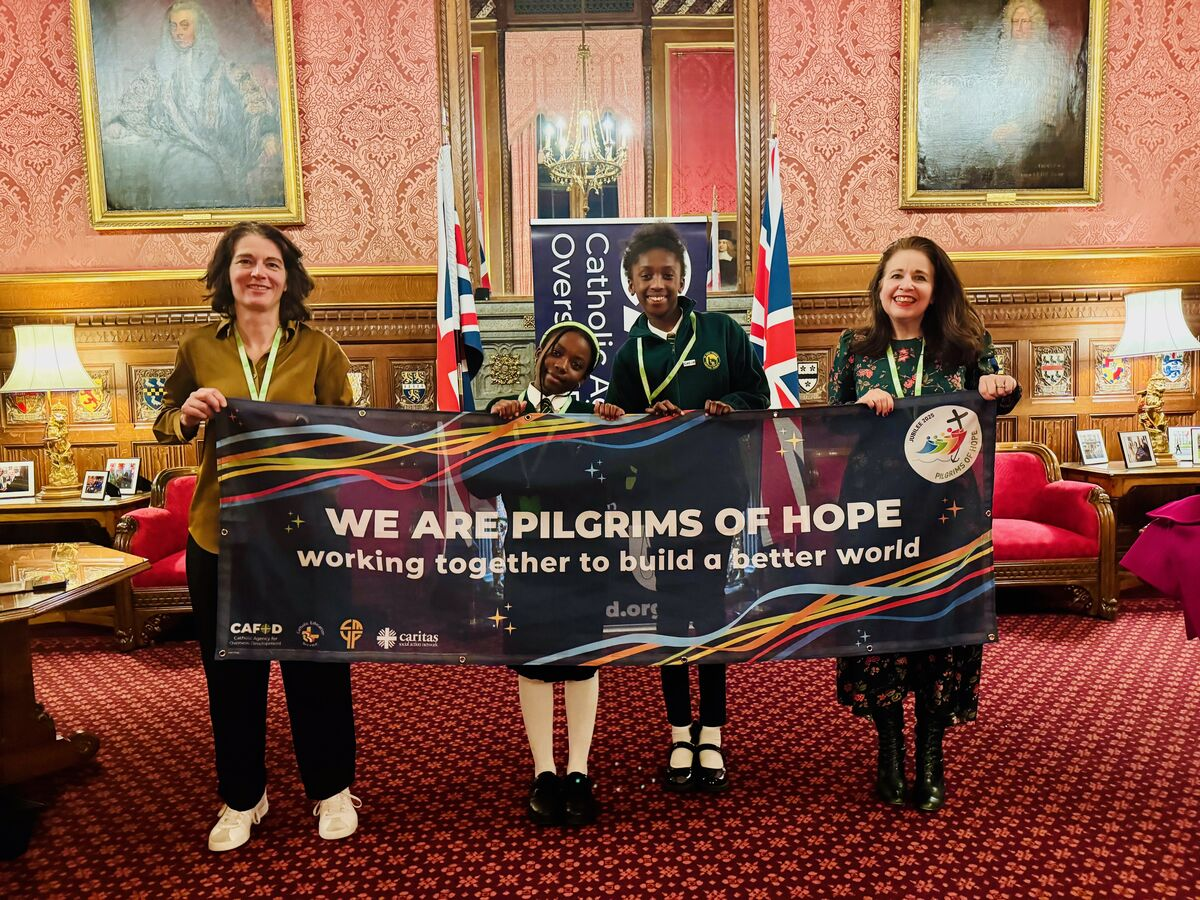 Catholic A
Overs
JUBILEE 2025
PILGRIMS OF HOPE
WE ARE PILGRIMS OF HOPE
working together to build a better world
d.org
CAFOD
Catholic Agency for
Overseas Development
caritas
social action network